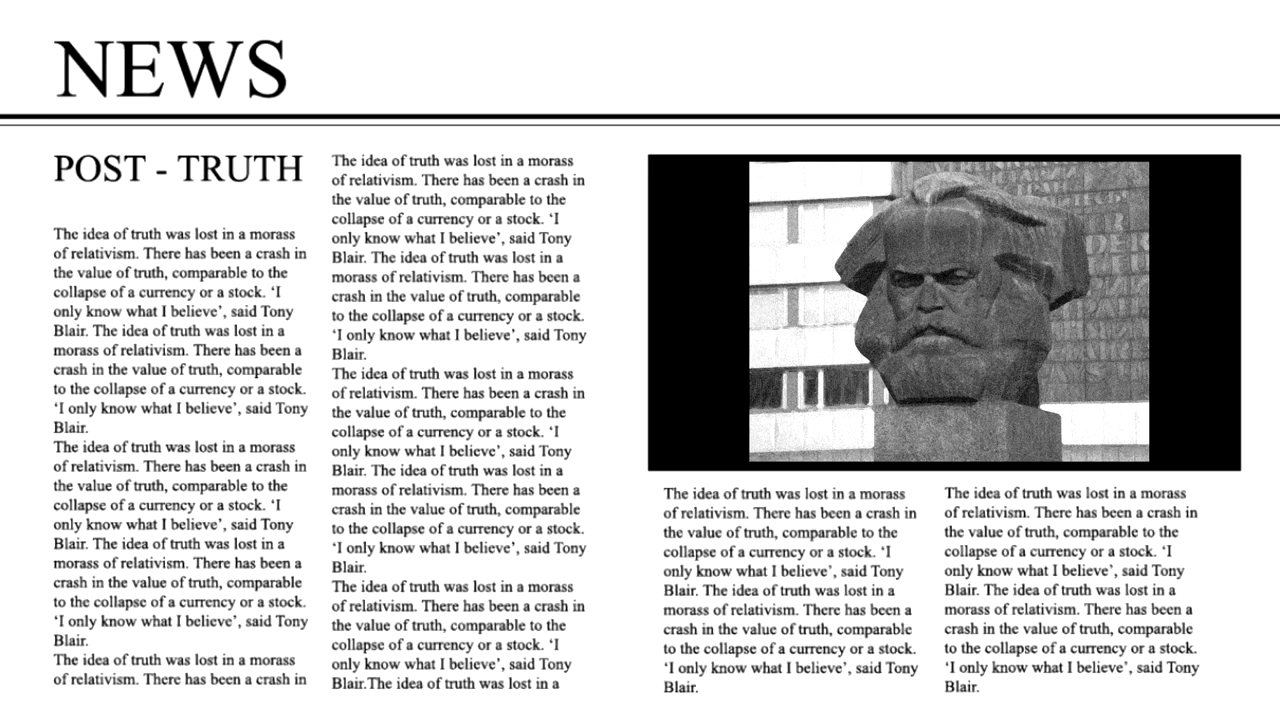 NEWS
POST - TRUTH
The idea of truth was lost in a morass
of relativism. There has been a crash in
the value of truth, comparable to the
collapse of a currency or a stock. ‘I
only know what I believe’, said Tony
Blair. The idea of truth was lost in a
morass of relativism. There has been a
crash in the value of truth, comparable
to the collapse of a currency or a stock.
‘I only know what I believe’, said Tony
Blair.
The idea of truth was lost in a morass
of relativism. There has been a crash in
the value of truth, comparable to the
collapse of a currency or a stock. ‘I
only know what I believe’, said Tony
Blair. The idea of truth was lost in a
morass of relativism. There has been a
crash in the value of truth, comparable
to the collapse of a currency or a stock.
‘I only know what I believe’, said Tony
Blair.
The idea of truth was lost in a morass
of relativism. There has been a crash in
The idea of truth was lost in a morass
of relativism. There has been a crash in
the value of truth, comparable to the
collapse of a currency or a stock. ‘I
only know what I believe’, said Tony
Blair. The idea of truth was lost in a
morass of relativism. There has been a
crash in the value of truth, comparable
to the collapse of a currency or a stock.
‘I only know what I believe’, said Tony
Blair.
The idea of truth was lost in a morass
of relativism. There has been a crash in
the value of truth, comparable to the
collapse of a currency or a stock. ‘I
only know what I believe’, said Tony
Blair. The idea of truth was lost in a
morass of relativism. There has been a
crash in the value of truth, comparable
to the collapse of a currency or a stock.
‘I only know what I believe’, said Tony
Blair.
The idea of truth was lost in a morass
of relativism. There has been a crash in
the value of truth, comparable to the
collapse of a currency or a stock. ‘I
only know what I believe’, said Tony
Blair.The idea of truth was lost in a
DER
The idea of truth was lost in a morass
of relativism. There has been a crash in
the value of truth, comparable to the
collapse of a currency or a stock. ‘I
only know what I believe’, said Tony
Blair. The idea of truth was lost in a
morass of relativism. There has been a
crash in the value of truth, comparable
to the collapse of a currency or a stock.
‘I only know what I believe’, said Tony
Blair.
The idea of truth was lost in a morass
of relativism. There has been a crash in
the value of truth, comparable to the
collapse of a currency or a stock. ‘I
only know what I believe’, said Tony
Blair. The idea of truth was lost in a
morass of relativism. There has been a
crash in the value of truth, comparable
to the collapse of a currency or a stock.
‘I only know what I believe’, said Tony
Blair.